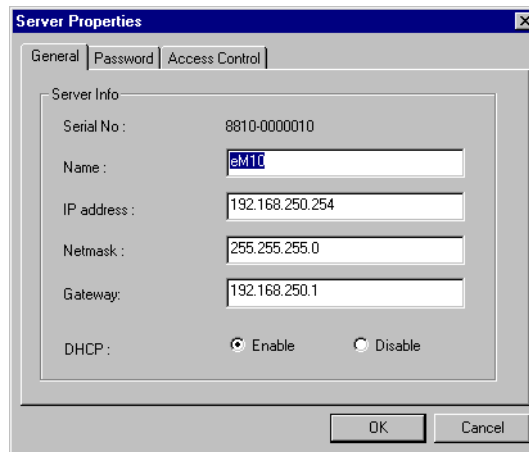 Server Properties
General Password Access Control
Server Info
Serial No : 8810-0000010
Name : eM10
IP address : 192.168.250.254
Netmask : 255.255.255.0
Gateway: 192.168.250.1
DHCP : Enable Disable
OK Cancel